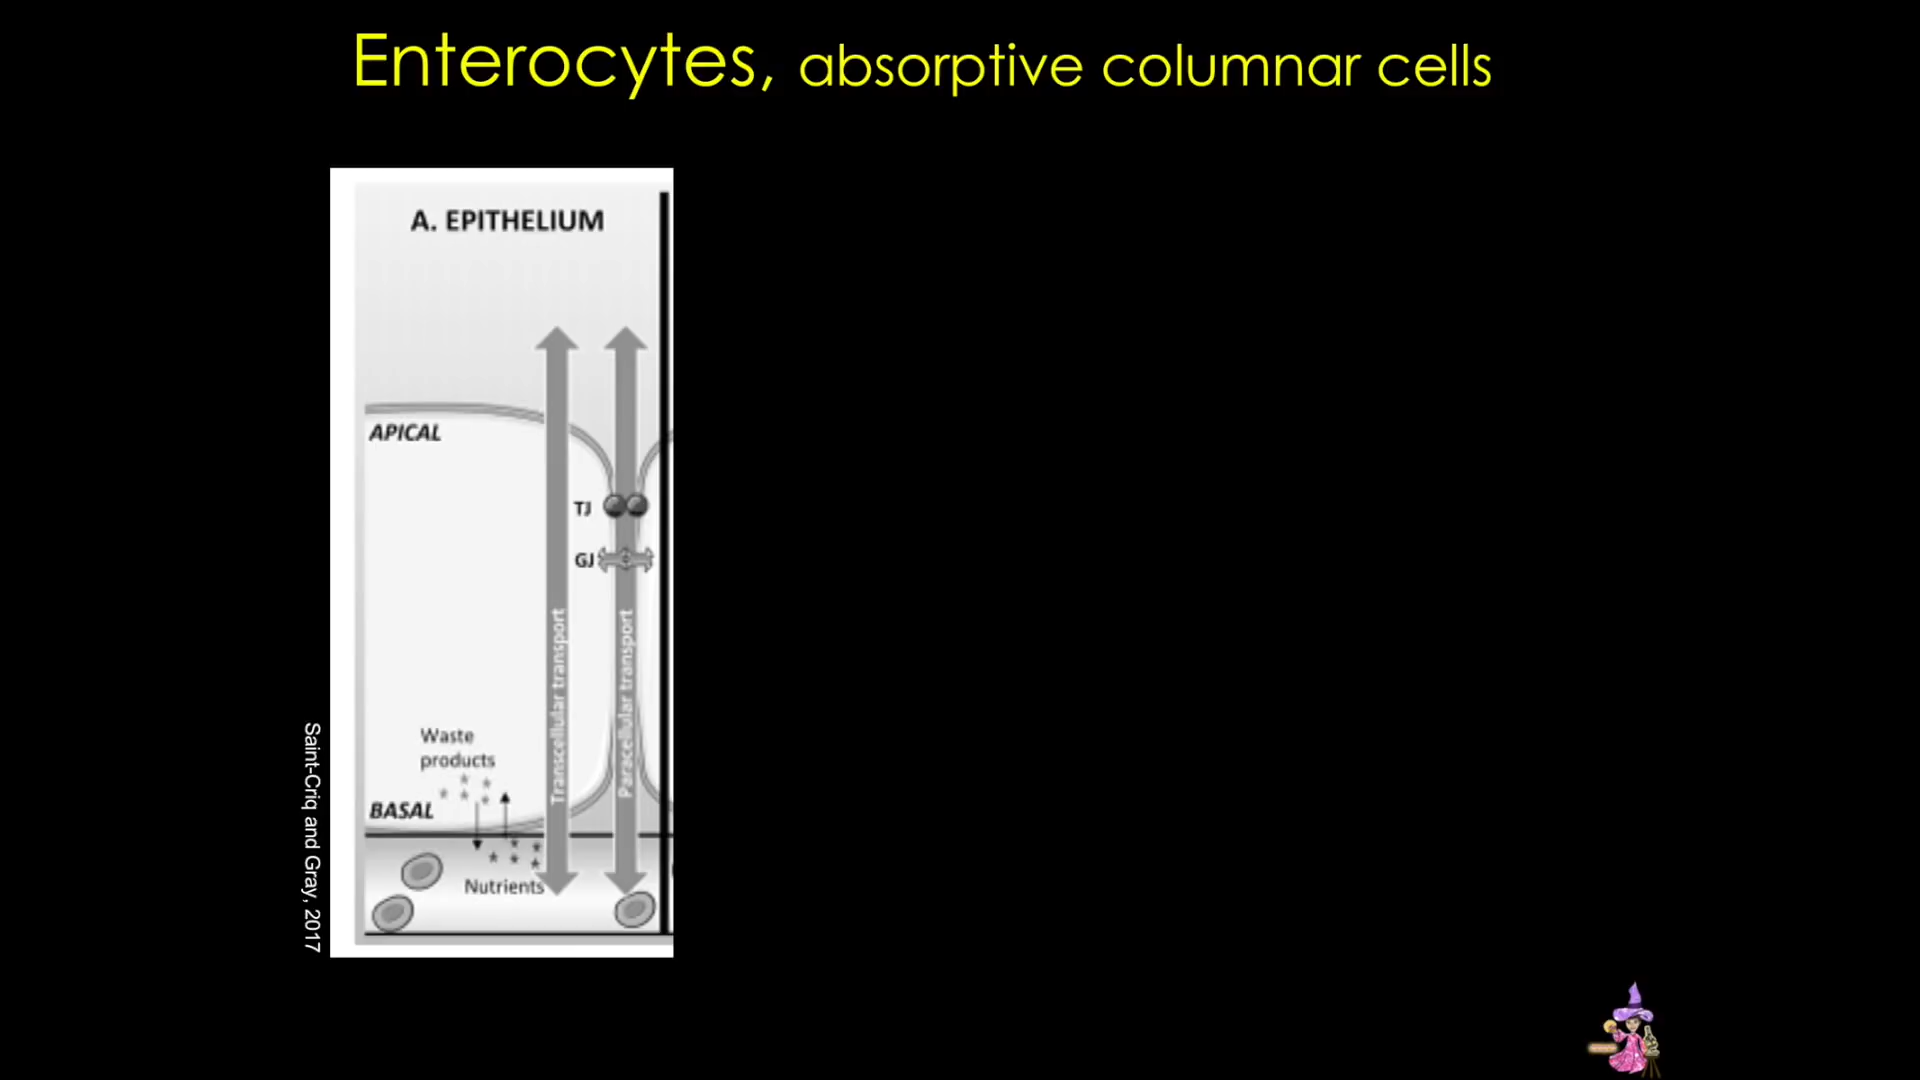 Enterocytes, absorptive columnar cells
A. EPITHELIUM
APICAL
TJ
GJ
Transcellular transport
Paracellular transport
Waste
products
BASAL
Nutrients
Saint-Criq and Gray, 2017